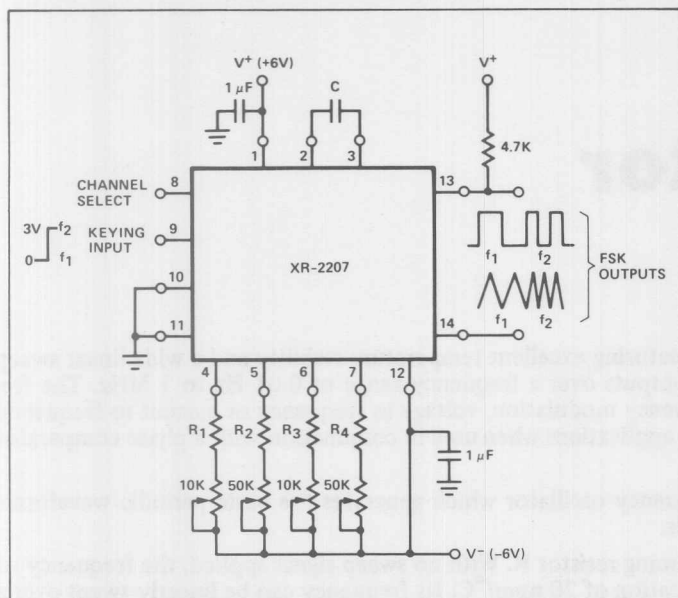 V+ (+6V)
1 μF
C
V+
4.7K
1
2
3
CHANNEL
SELECT
8
13
3V
f2
0
f1
KEYING
INPUT
9
XR-2207
f1
f2
FSK
OUTPUTS
10
11
14
f1
f2
4
5
6
7
12
R1
R2
R3
R4
10K
50K
10K
50K
1 μF
V− (−6V)